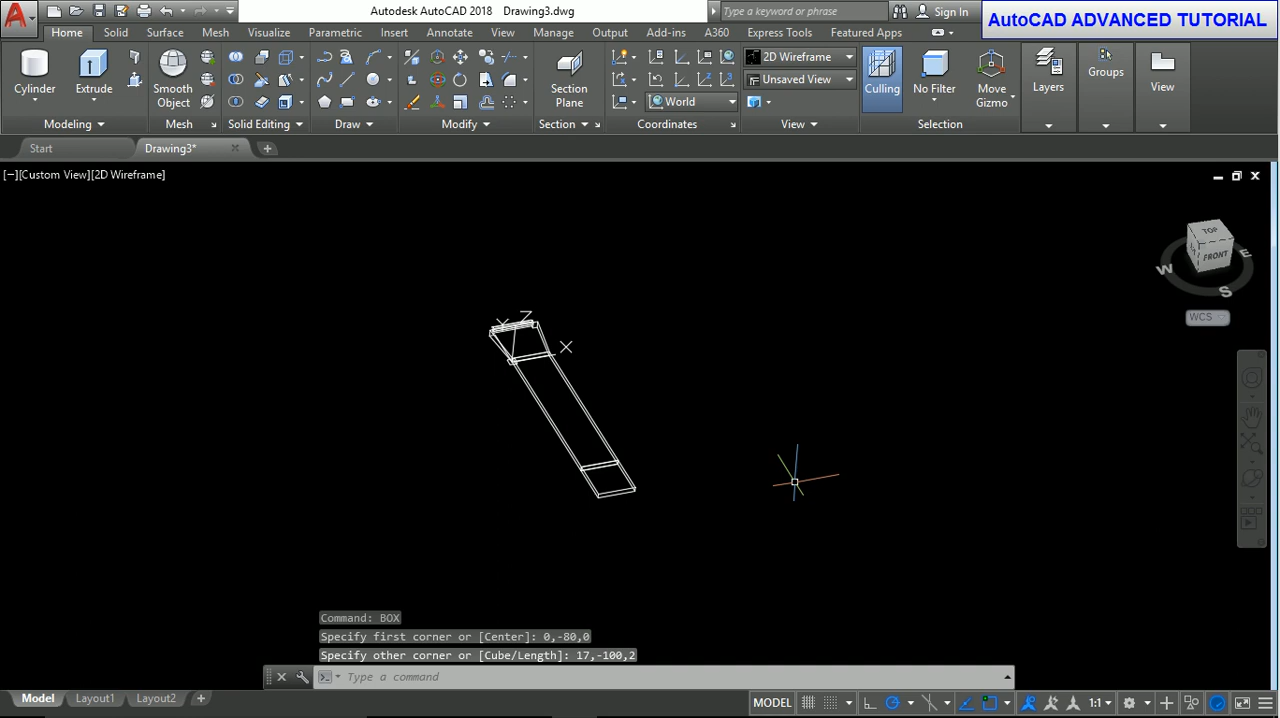 Autodesk AutoCAD 2018 Drawing3.dwg
Type a keyword or phrase
Sign In
AutoCAD ADVANCED TUTORIAL
Home Solid Surface Mesh Visualize Parametric Insert Annotate View Manage Output Add-ins A360 Express Tools Featured Apps
2D Wireframe
Unsaved View
World
Cylinder Extrude Smooth Object Section Plane Culling No Filter Move Gizmo Layers Groups View
Modeling Mesh Solid Editing Draw Modify Section Coordinates View Selection
Start Drawing3*
[−][Custom View][2D Wireframe]
TOP
FRONT
W
E
S
WCS
Z
X
Command: BOX
Specify first corner or [Center]: 0,-80,0
Specify other corner or [Cube/Length]: 17,-100,2
Type a command
Model Layout1 Layout2
MODEL
1:1